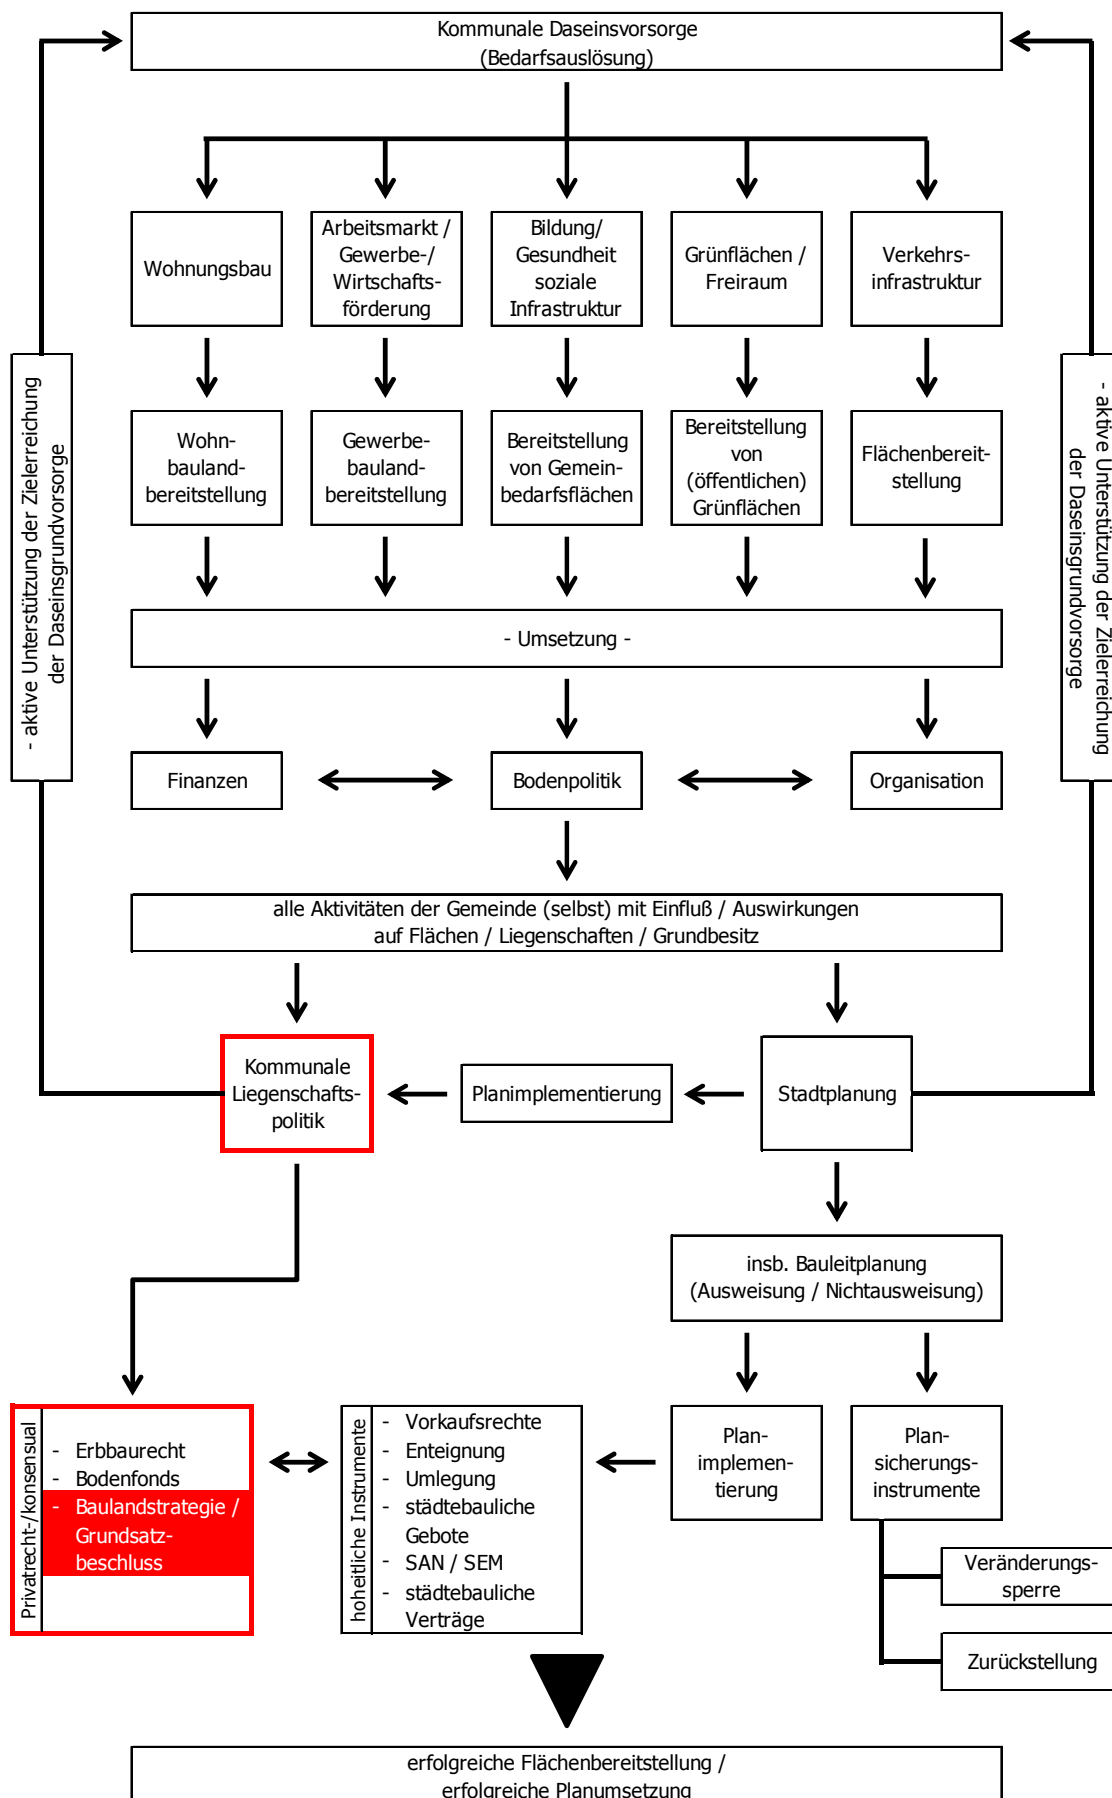 Kommunale Daseinsvorsorge
(Bedarfsauslösung)
Wohnungsbau
Arbeitsmarkt /
Gewerbe-/
Wirtschafts-
förderung
Bildung/
Gesundheit
soziale
Infrastruktur
Grünflächen /
Freiraum
Verkehrs-
infrastruktur
- aktive Unterstützung der Zielerreichung
der Daseinsgrundvorsorge
- aktive Unterstützung der Zielerreichung
der Daseinsgrundvorsorge
Wohn-
bauland-
bereitstellung
Gewerbe-
bauland-
bereitstellung
Bereitstellung
von Gemein-
bedarfsflächen
Bereitstellung
von
(öffentlichen)
Grünflächen
Flächenbereit-
stellung
- Umsetzung -
Finanzen
Bodenpolitik
Organisation
alle Aktivitäten der Gemeinde (selbst) mit Einfluß / Auswirkungen
auf Flächen / Liegenschaften / Grundbesitz
Kommunale
Liegenschafts-
politik
Planimplementierung
Stadtplanung
insb. Bauleitplanung
(Ausweisung / Nichtausweisung)
Privatrecht-/konsensual
- Erbbaurecht
- Bodenfonds
- Baulandstrategie /
Grundsatz-
beschluss
hoheitliche Instrumente
- Vorkaufsrechte
- Enteignung
- Umlegung
- städtebauliche
Gebote
- SAN / SEM
- städtebauliche
Verträge
Plan-
implemen-
tierung
Plan-
sicherungs-
instrumente
Veränderungs-
sperre
Zurückstellung
erfolgreiche Flächenbereitstellung /
erfolgreiche Planumsetzung